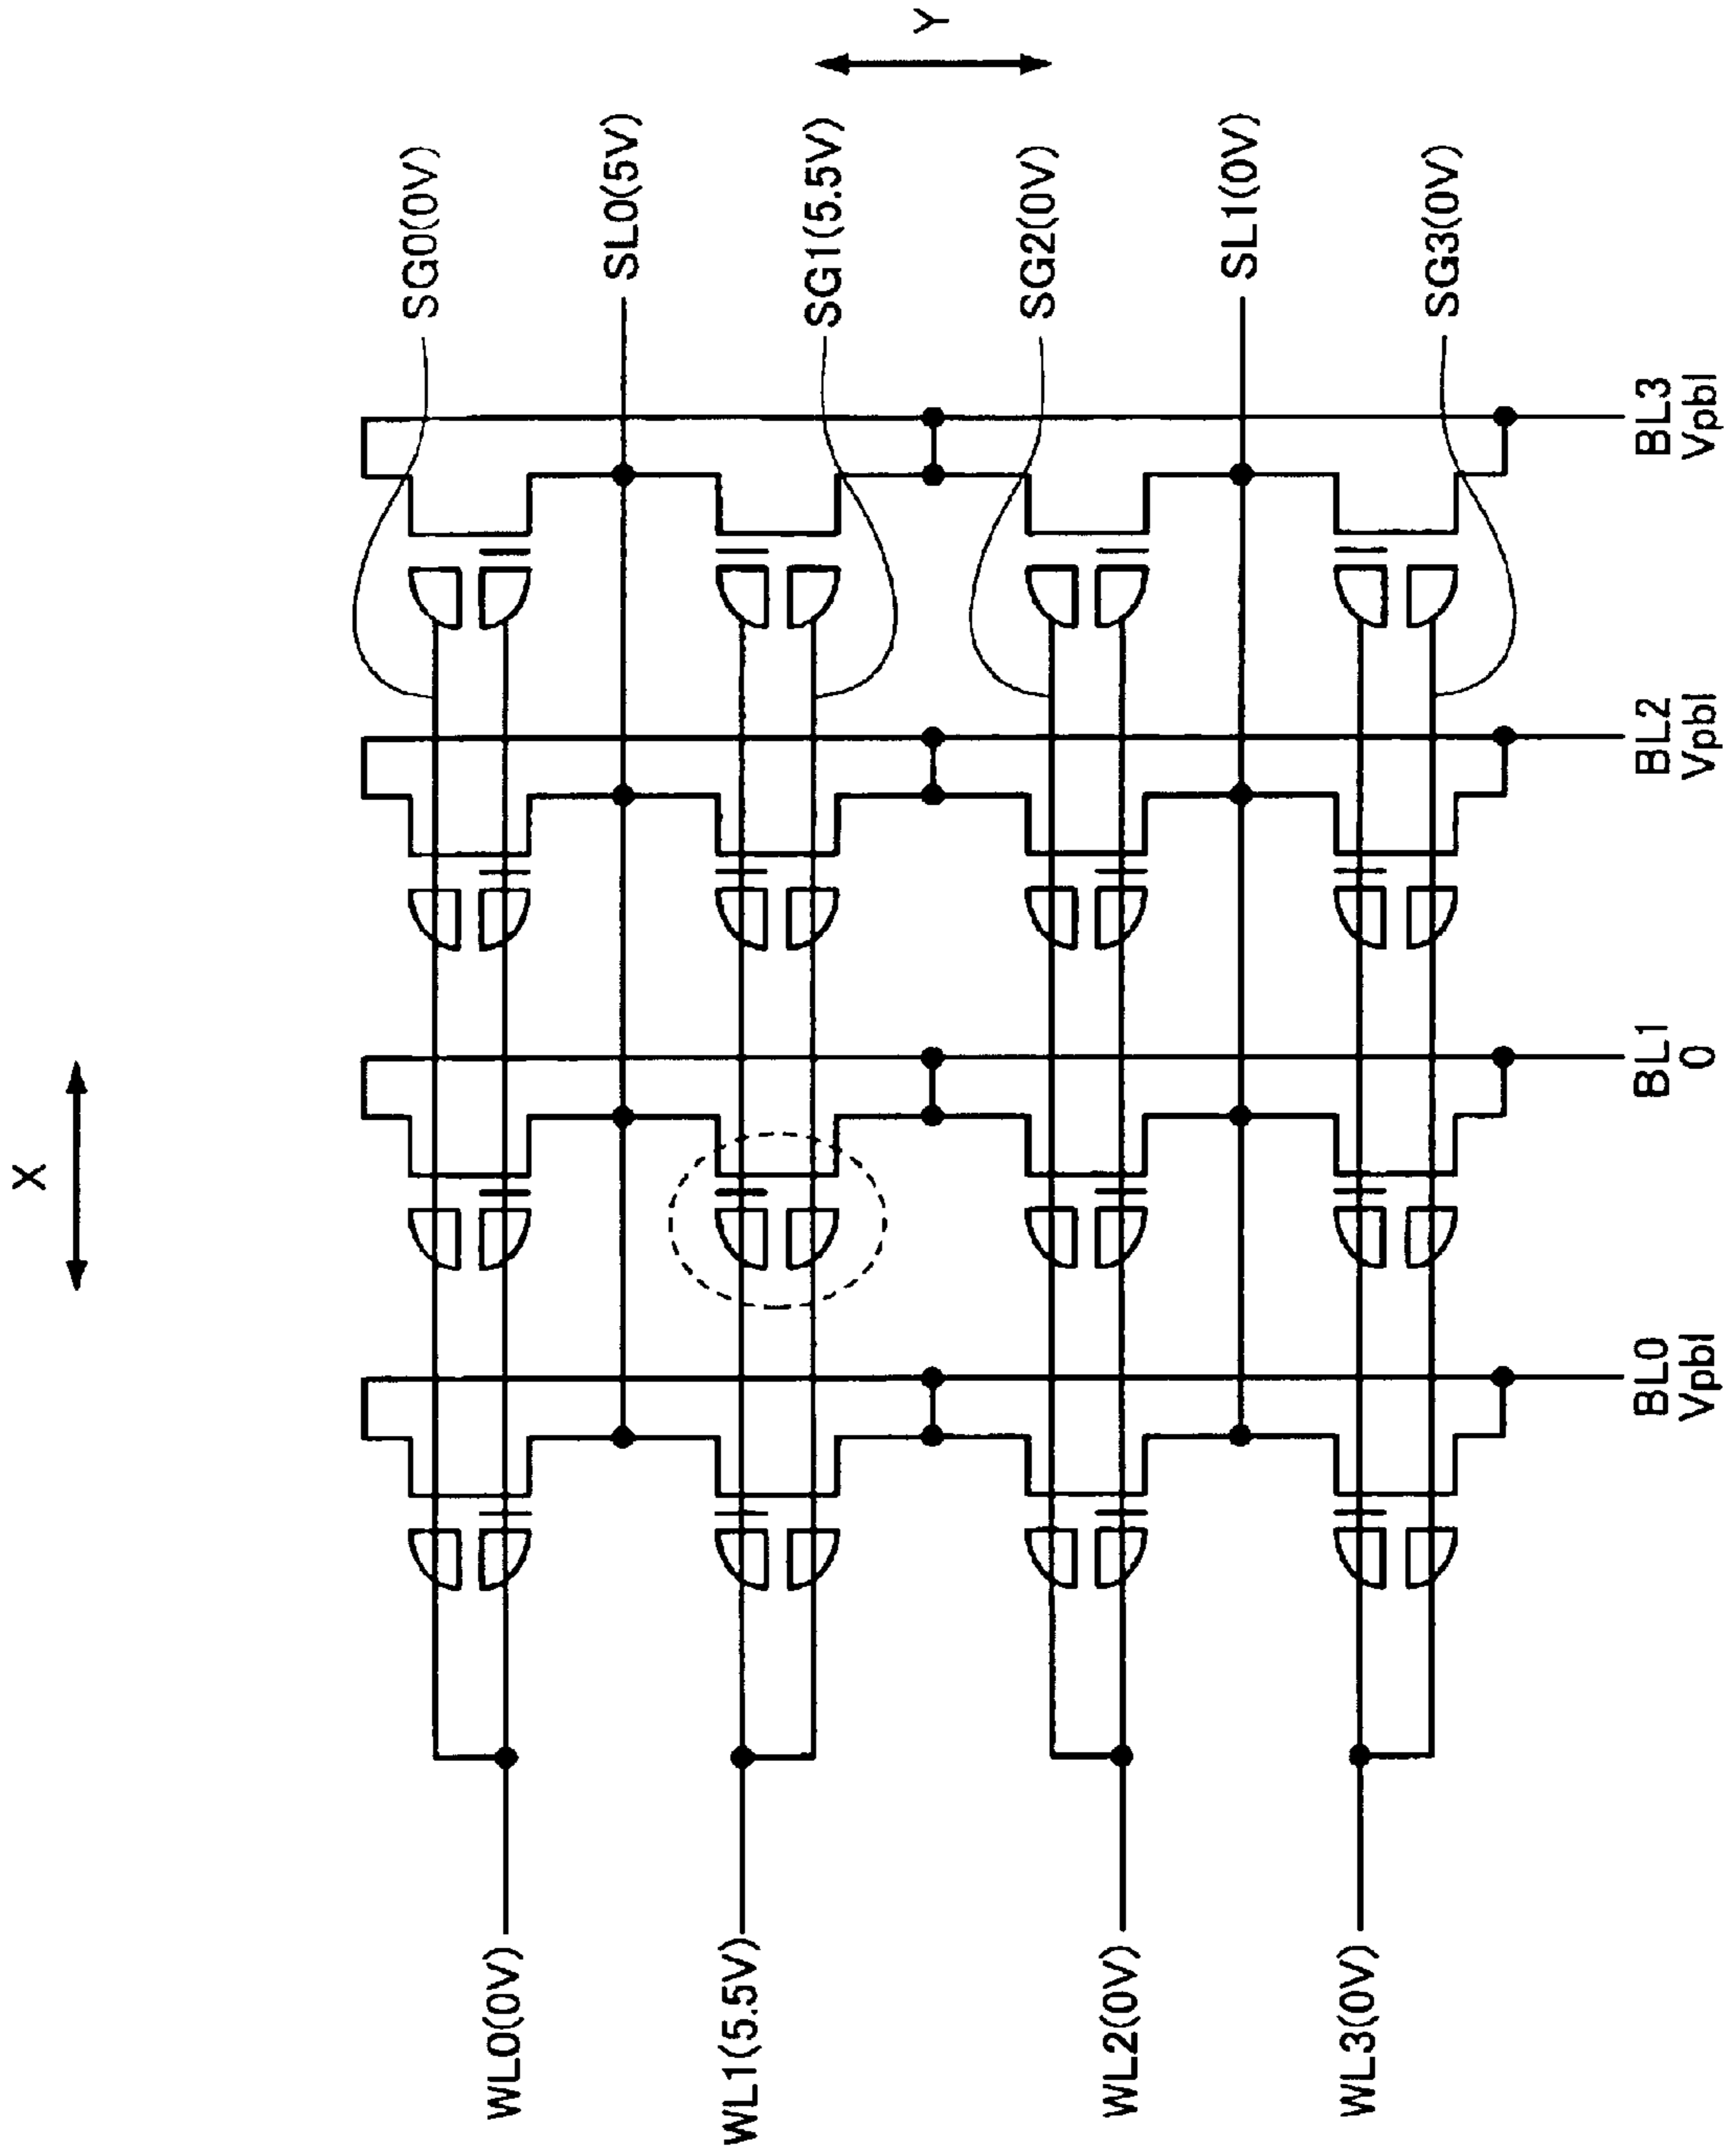 X
Y
SG0(0V)
SL0(5V)
SG1(5.5V)
SG2(0V)
SL1(0V)
SG3(0V)
WL0(0V)
WL1(5.5V)
WL2(0V)
WL3(0V)
BL0
Vpbl
BL1
0
BL2
Vpbl
BL3
Vpbl